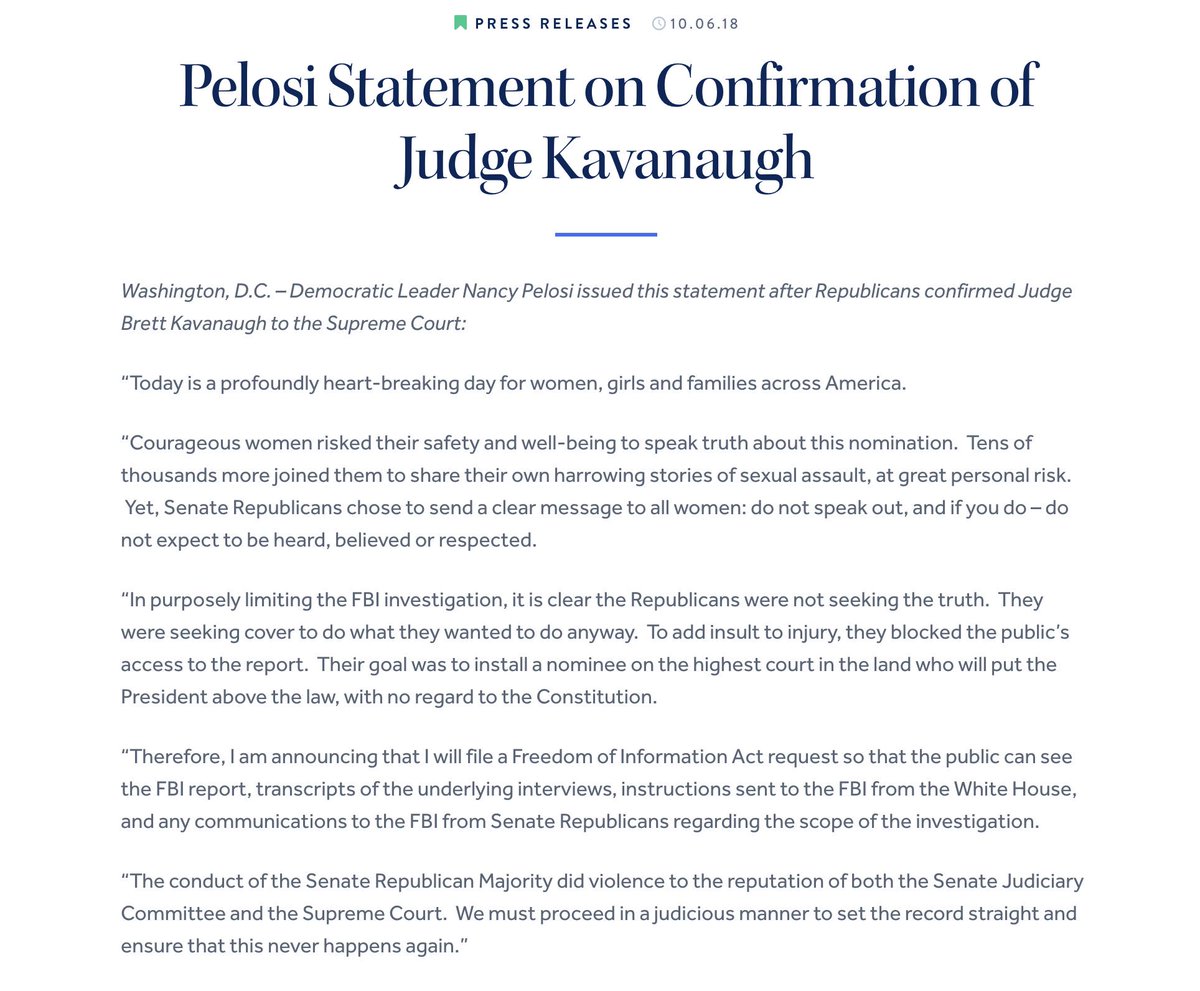 PRESS RELEASES 10.06.18
Pelosi Statement on Confirmation of
Judge Kavanaugh
Washington, D.C. – Democratic Leader Nancy Pelosi issued this statement after Republicans confirmed Judge
Brett Kavanaugh to the Supreme Court:
“Today is a profoundly heart-breaking day for women, girls and families across America.
“Courageous women risked their safety and well-being to speak truth about this nomination.  Tens of
thousands more joined them to share their own harrowing stories of sexual assault, at great personal risk.
Yet, Senate Republicans chose to send a clear message to all women: do not speak out, and if you do – do
not expect to be heard, believed or respected.
“In purposely limiting the FBI investigation, it is clear the Republicans were not seeking the truth.  They
were seeking cover to do what they wanted to do anyway.  To add insult to injury, they blocked the public’s
access to the report.  Their goal was to install a nominee on the highest court in the land who will put the
President above the law, with no regard to the Constitution.
“Therefore, I am announcing that I will file a Freedom of Information Act request so that the public can see
the FBI report, transcripts of the underlying interviews, instructions sent to the FBI from the White House,
and any communications to the FBI from Senate Republicans regarding the scope of the investigation.
“The conduct of the Senate Republican Majority did violence to the reputation of both the Senate Judiciary
Committee and the Supreme Court.  We must proceed in a judicious manner to set the record straight and
ensure that this never happens again.”